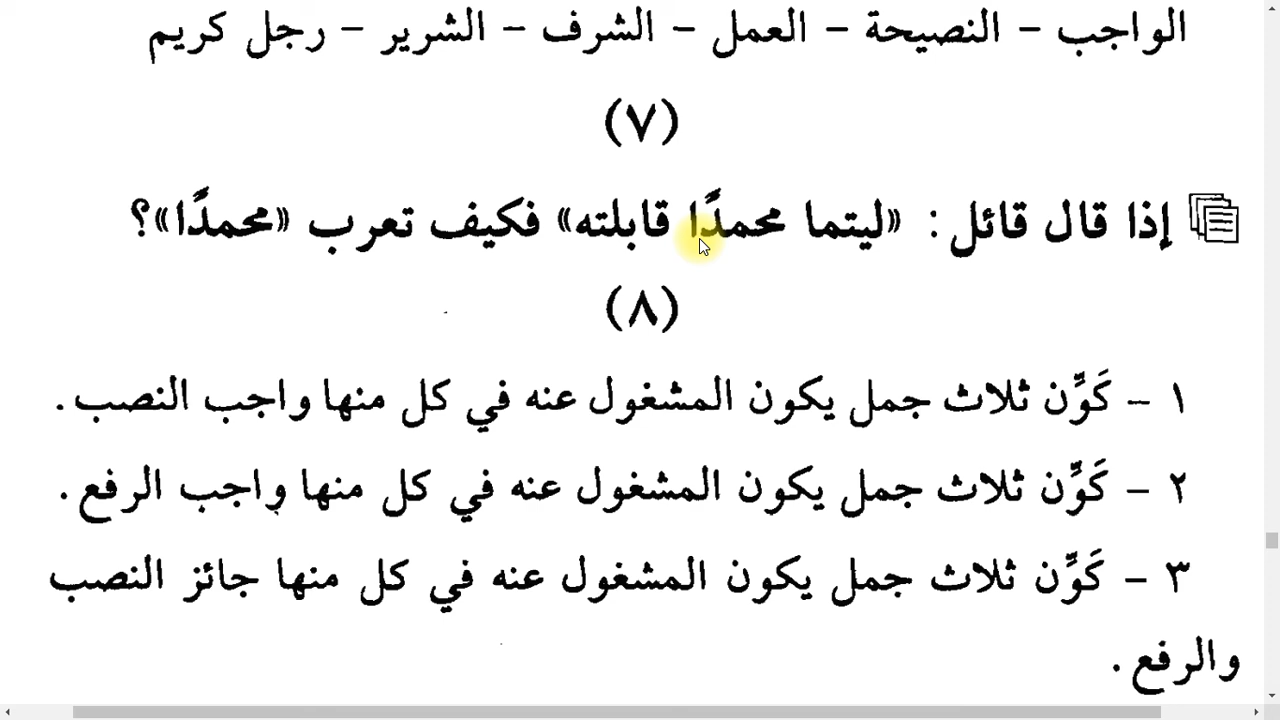 الواجب – النصيحة – العمل – الشرف – الشرير – رجل كريم
(٧)
إذا قال قائل : «ليتما محمدًا قابلته» فكيف تعرب «محمدًا»؟
(٨)
١ – كَوِّن ثلاث جمل يكون المشغول عنه في كل منها واجب النصب .
٢ – كَوِّن ثلاث جمل يكون المشغول عنه في كل منها واجب الرفع .
٣ – كَوِّن ثلاث جمل يكون المشغول عنه في كل منها جائز النصب
والرفع .